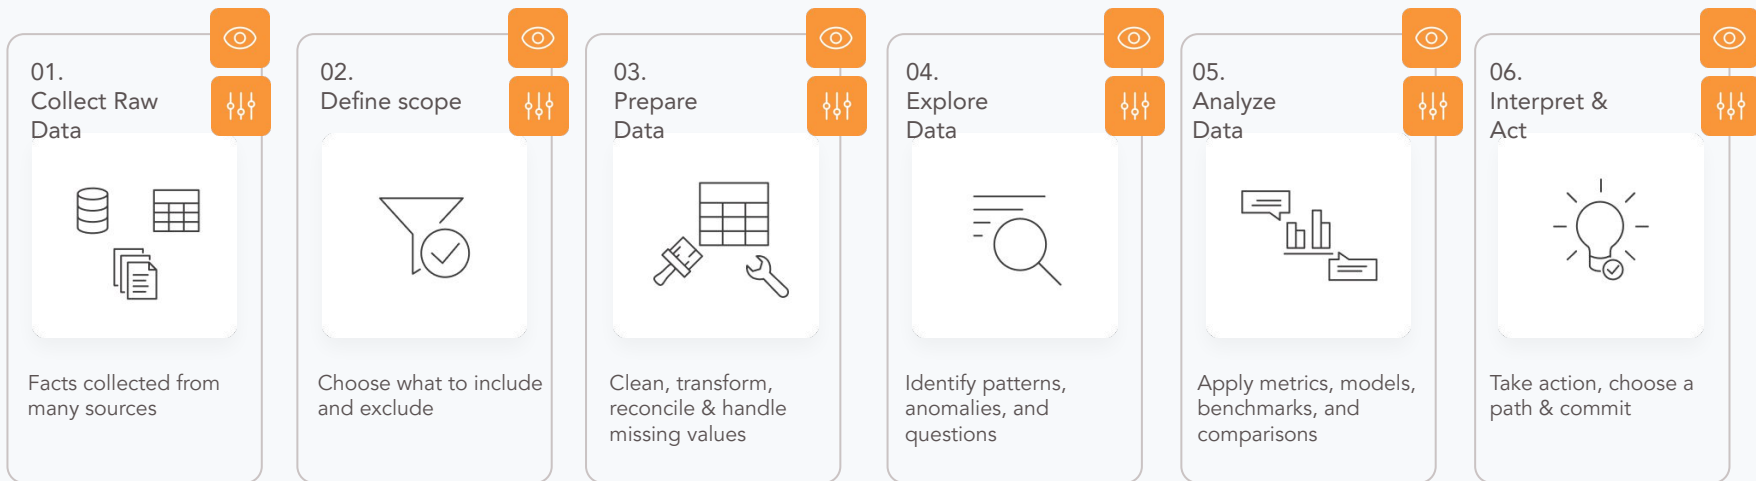 01.
Collect Raw
Data
Facts collected from
many sources
02.
Define scope
Choose what to include
and exclude
03.
Prepare
Data
Clean, transform,
reconcile & handle
missing values
04.
Explore
Data
Identify patterns,
anomalies, and
questions
05.
Analyze
Data
Apply metrics, models,
benchmarks, and
comparisons
06.
Interpret &
Act
Take action, choose a
path & commit